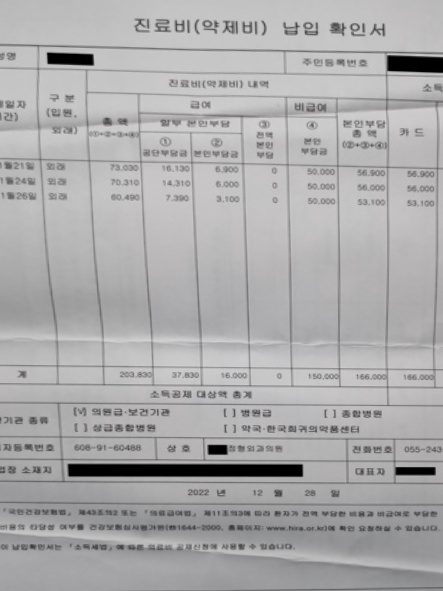 진료비(약제비) 납입 확인서
성명
주민등록번호
진료비(약제비) 내역
소득
구분
(입원,
외래)
급여
비급여
총액
(①+②+③+④)
일부 본인부담
①
공단부담금
②
본인부담금
③
전액
본인
부담
④
본인
부담금
본인부담
총액
(②+③+④)
카드
1월21일 외래 73,030 16,130 6,900 0 50,000 56,900 56,900
1월24일 외래 70,310 14,310 6,000 0 50,000 56,000 56,000
1월26일 외래 60,490 7,390 3,100 0 50,000 53,100 53,100
계 203,830 37,830 16,000 0 150,000 166,000 166,000
소득공제 대상액 총계
기관 종류
[V] 의원급·보건기관 [ ] 병원급 [ ] 종합병원
[ ] 상급종합병원 [ ] 약국·한국희귀의약품센터
자등록번호 608-91-60488 상호 정형외과의원 전화번호 055-243
업장 소재지 대표자
2022 년 12 월 28 일
「국민건강보험법」 제43조의2 또는 「의료급여법」 제11조의3에 따라 환자가 전액 부담한 비용과 비급여로 부담한
비용의 타당성 여부를 건강보험심사평가원(☎1644-2000, 홈페이지: www.hira.or.kr)에 확인 요청하실 수 있습니다.
이 납입확인서는 「소득세법」에 따른 의료비 공제신청에 사용할 수 있습니다.